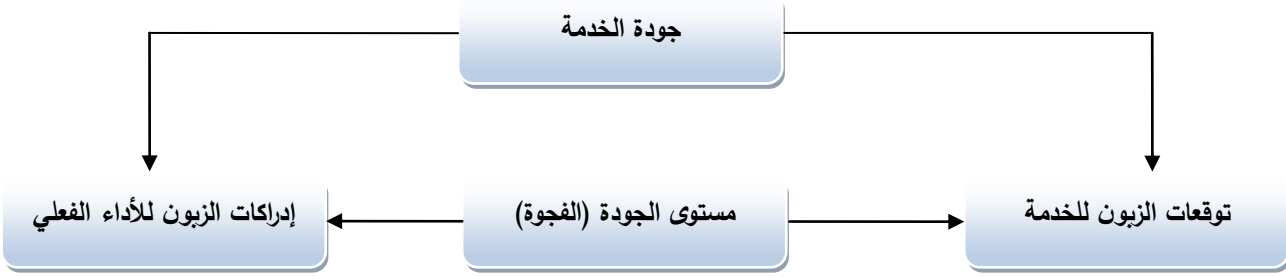 جودة الخدمة
توقعات الزبون للخدمة
مستوى الجودة (الفجوة)
إدراكات الزبون للأداء الفعلي